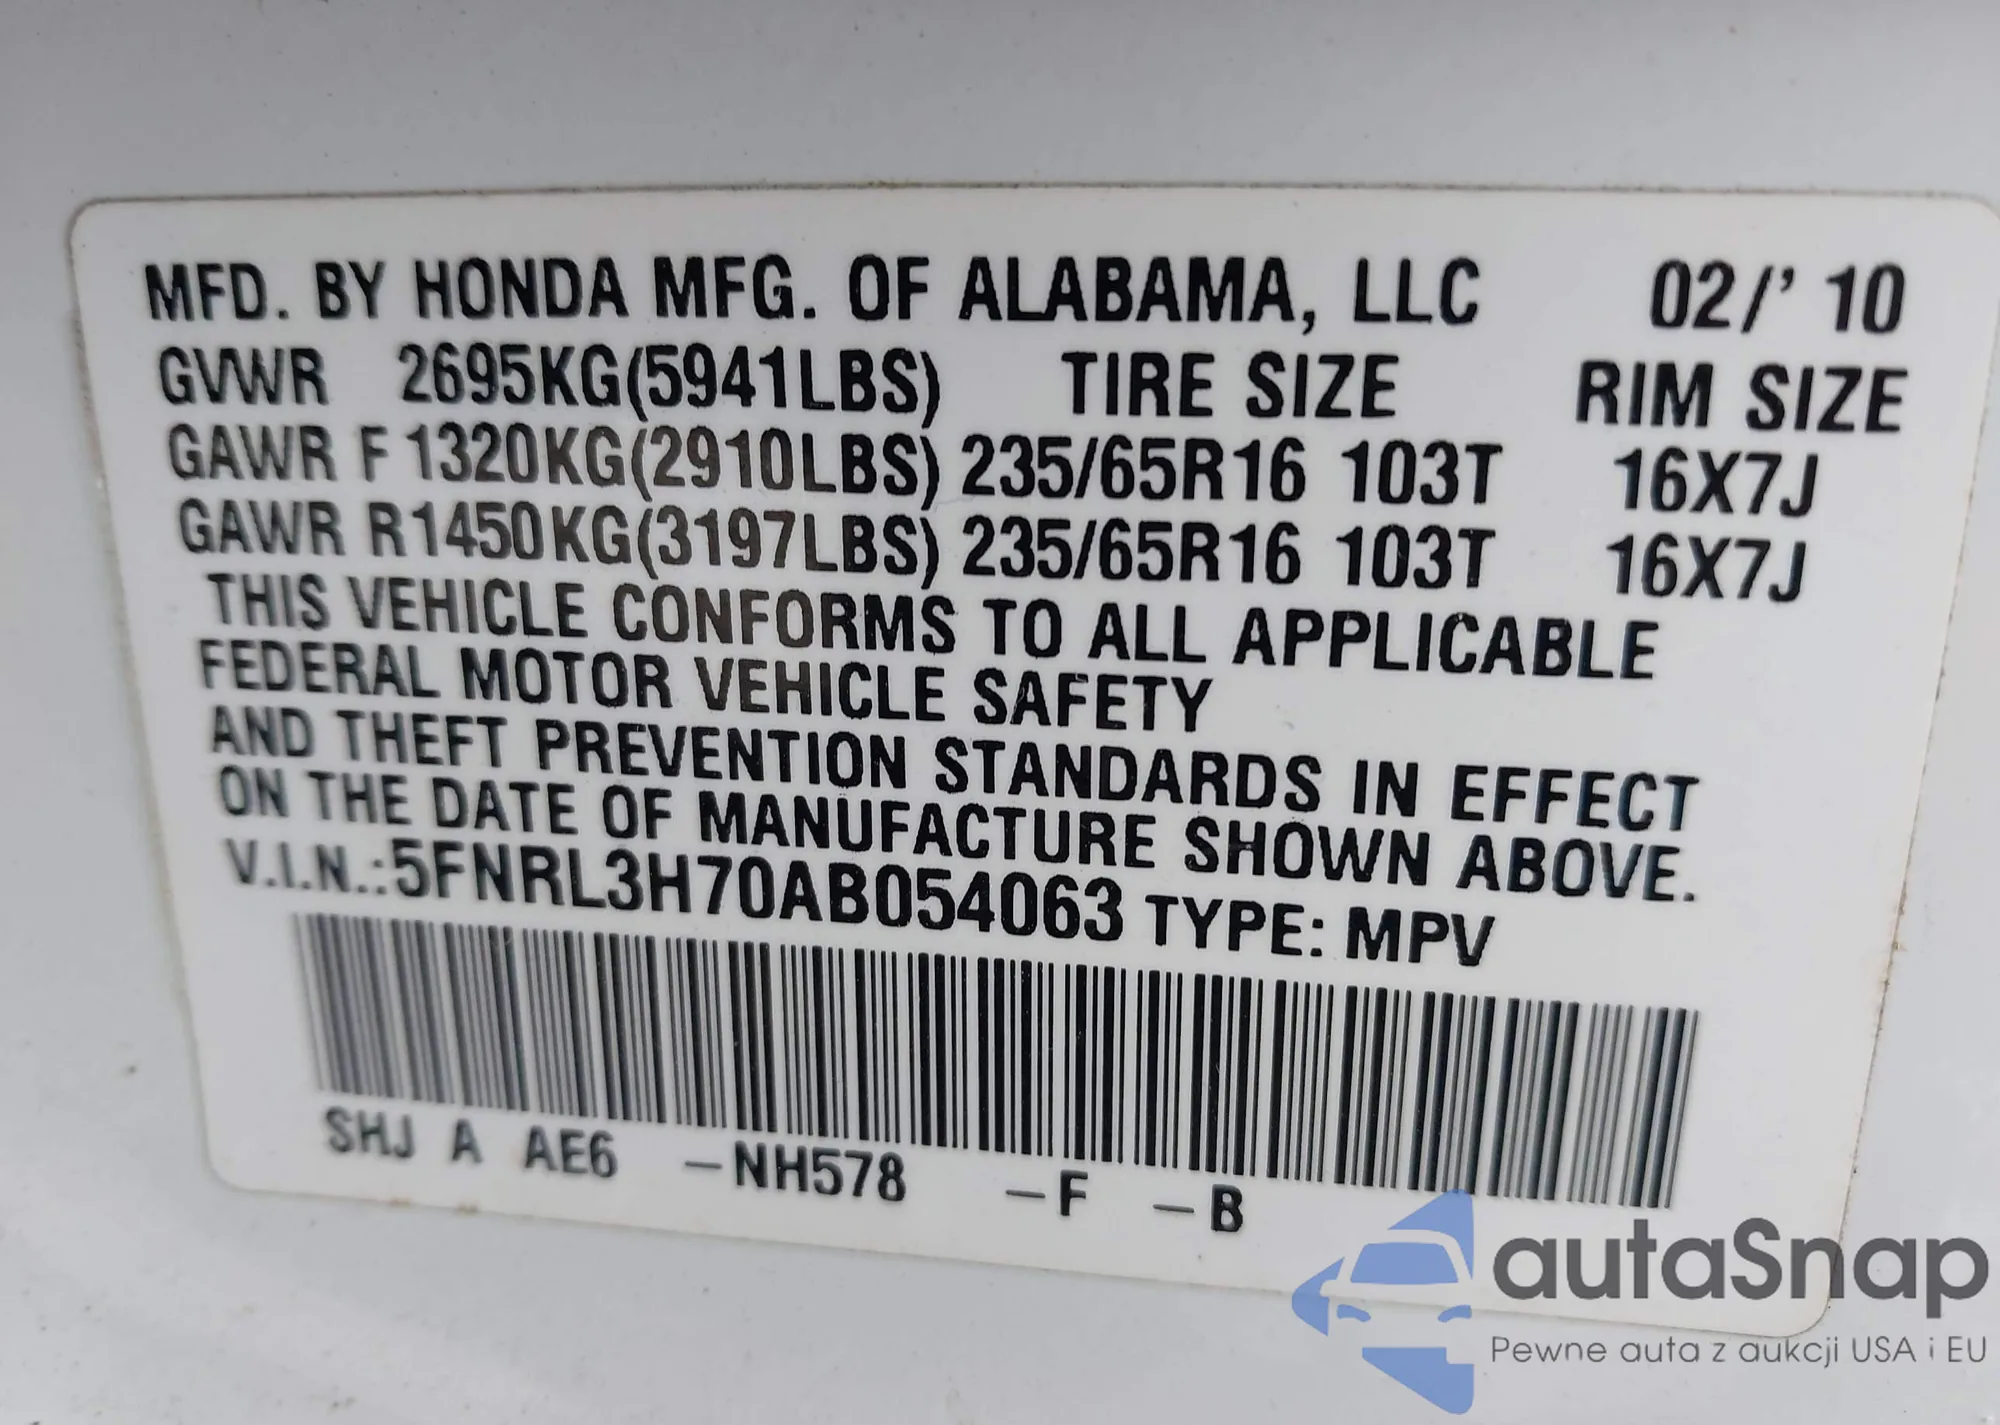 MFD. BY HONDA MFG. OF ALABAMA, LLC 02/' 10
GVWR 2695KG(5941LBS) TIRE SIZE RIM SIZE
GAWR F 1320KG(2910LBS) 235/65R16 103T 16X7J
GAWR R1450KG(3197LBS) 235/65R16 103T 16X7J
THIS VEHICLE CONFORMS TO ALL APPLICABLE
FEDERAL MOTOR VEHICLE SAFETY
AND THEFT PREVENTION STANDARDS IN EFFECT
ON THE DATE OF MANUFACTURE SHOWN ABOVE.
V.I.N.:5FNRL3H70AB054063 TYPE: MPV
SHJ A AE6 –NH578 –F –B
autaSnap
Pewne auta z aukcji USA i EU